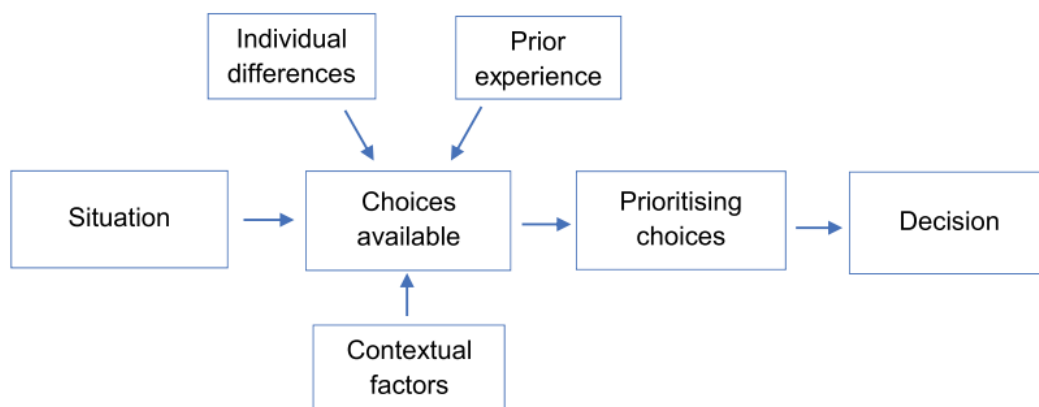 Individual
differences
Prior
experience
Situation
Choices
available
Prioritising
choices
Decision
Contextual
factors